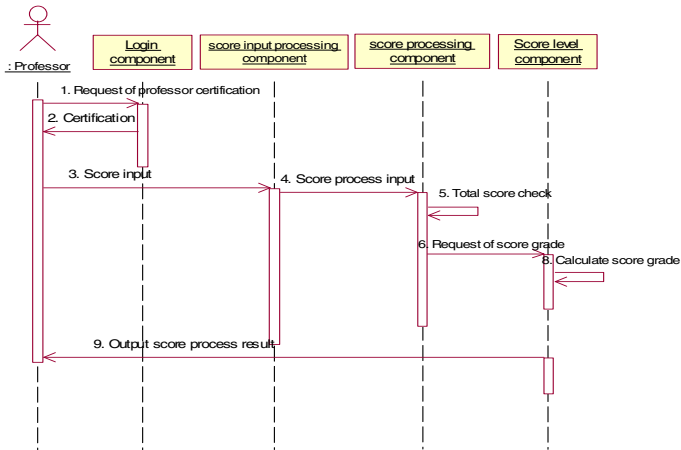 : Professor
Login
component
score input processing
component
score processing
component
Score level
component
1. Request of professor certification
2. Certification
3. Score input
4. Score process input
5. Total score check
6. Request of score grade
8. Calculate score grade
9. Output score process result